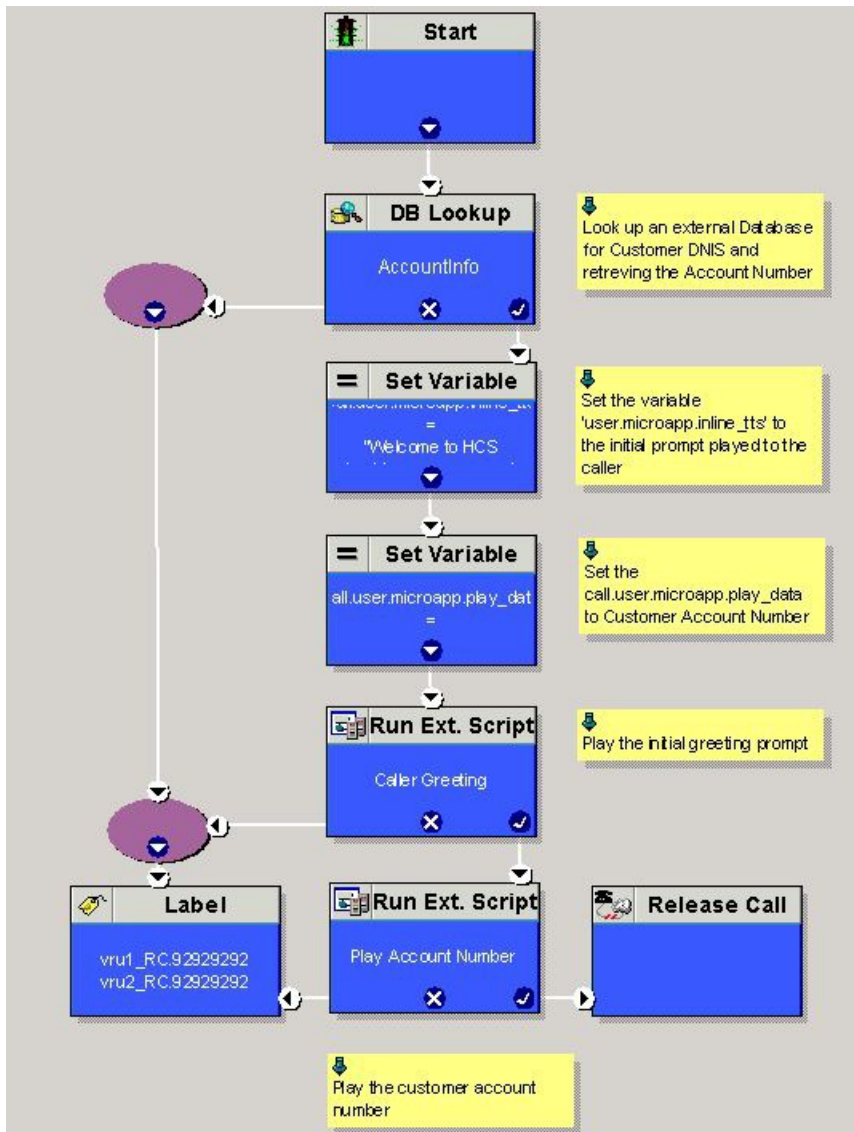 Start
DB Lookup
AccountInfo
Look up an external Database
for Customer DNIS and
retreving the Account Number
Set Variable
=
"Welcome to HCS
Set the variable
'user.microapp.inline_tts' to
the initial prompt played to the
caller
Set Variable
all.user.microapp.play_dat
=
Set the
call.user.microapp.play_data
to Customer Account Number
Run Ext. Script
Caller Greeting
Play the initial greeting prompt
Label
vru1_RC.92929292
vru2_RC.92929292
Run Ext. Script
Play Account Number
Release Call
Play the customer account
number